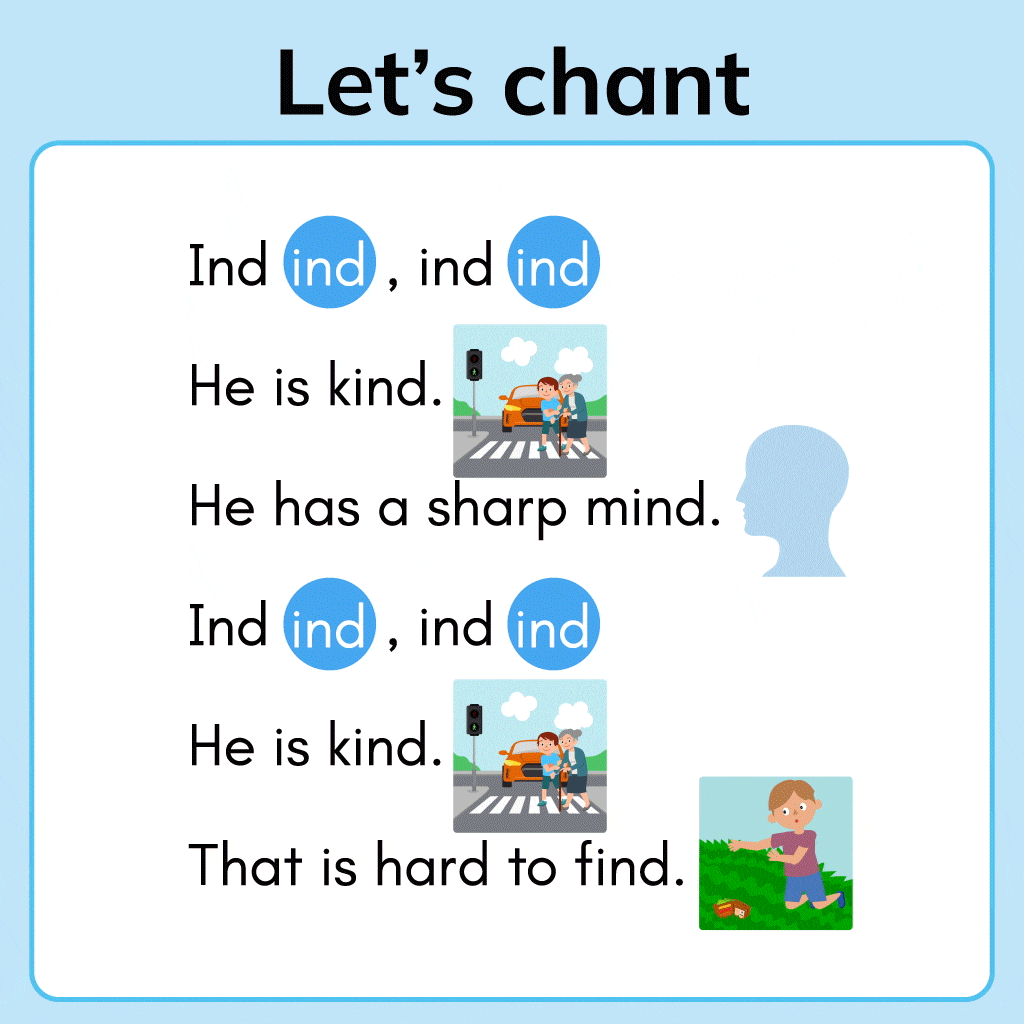 Let’s chant
Ind ind , ind ind
He is kind.
He has a sharp mind.
Ind ind , ind ind
He is kind.
That is hard to find.